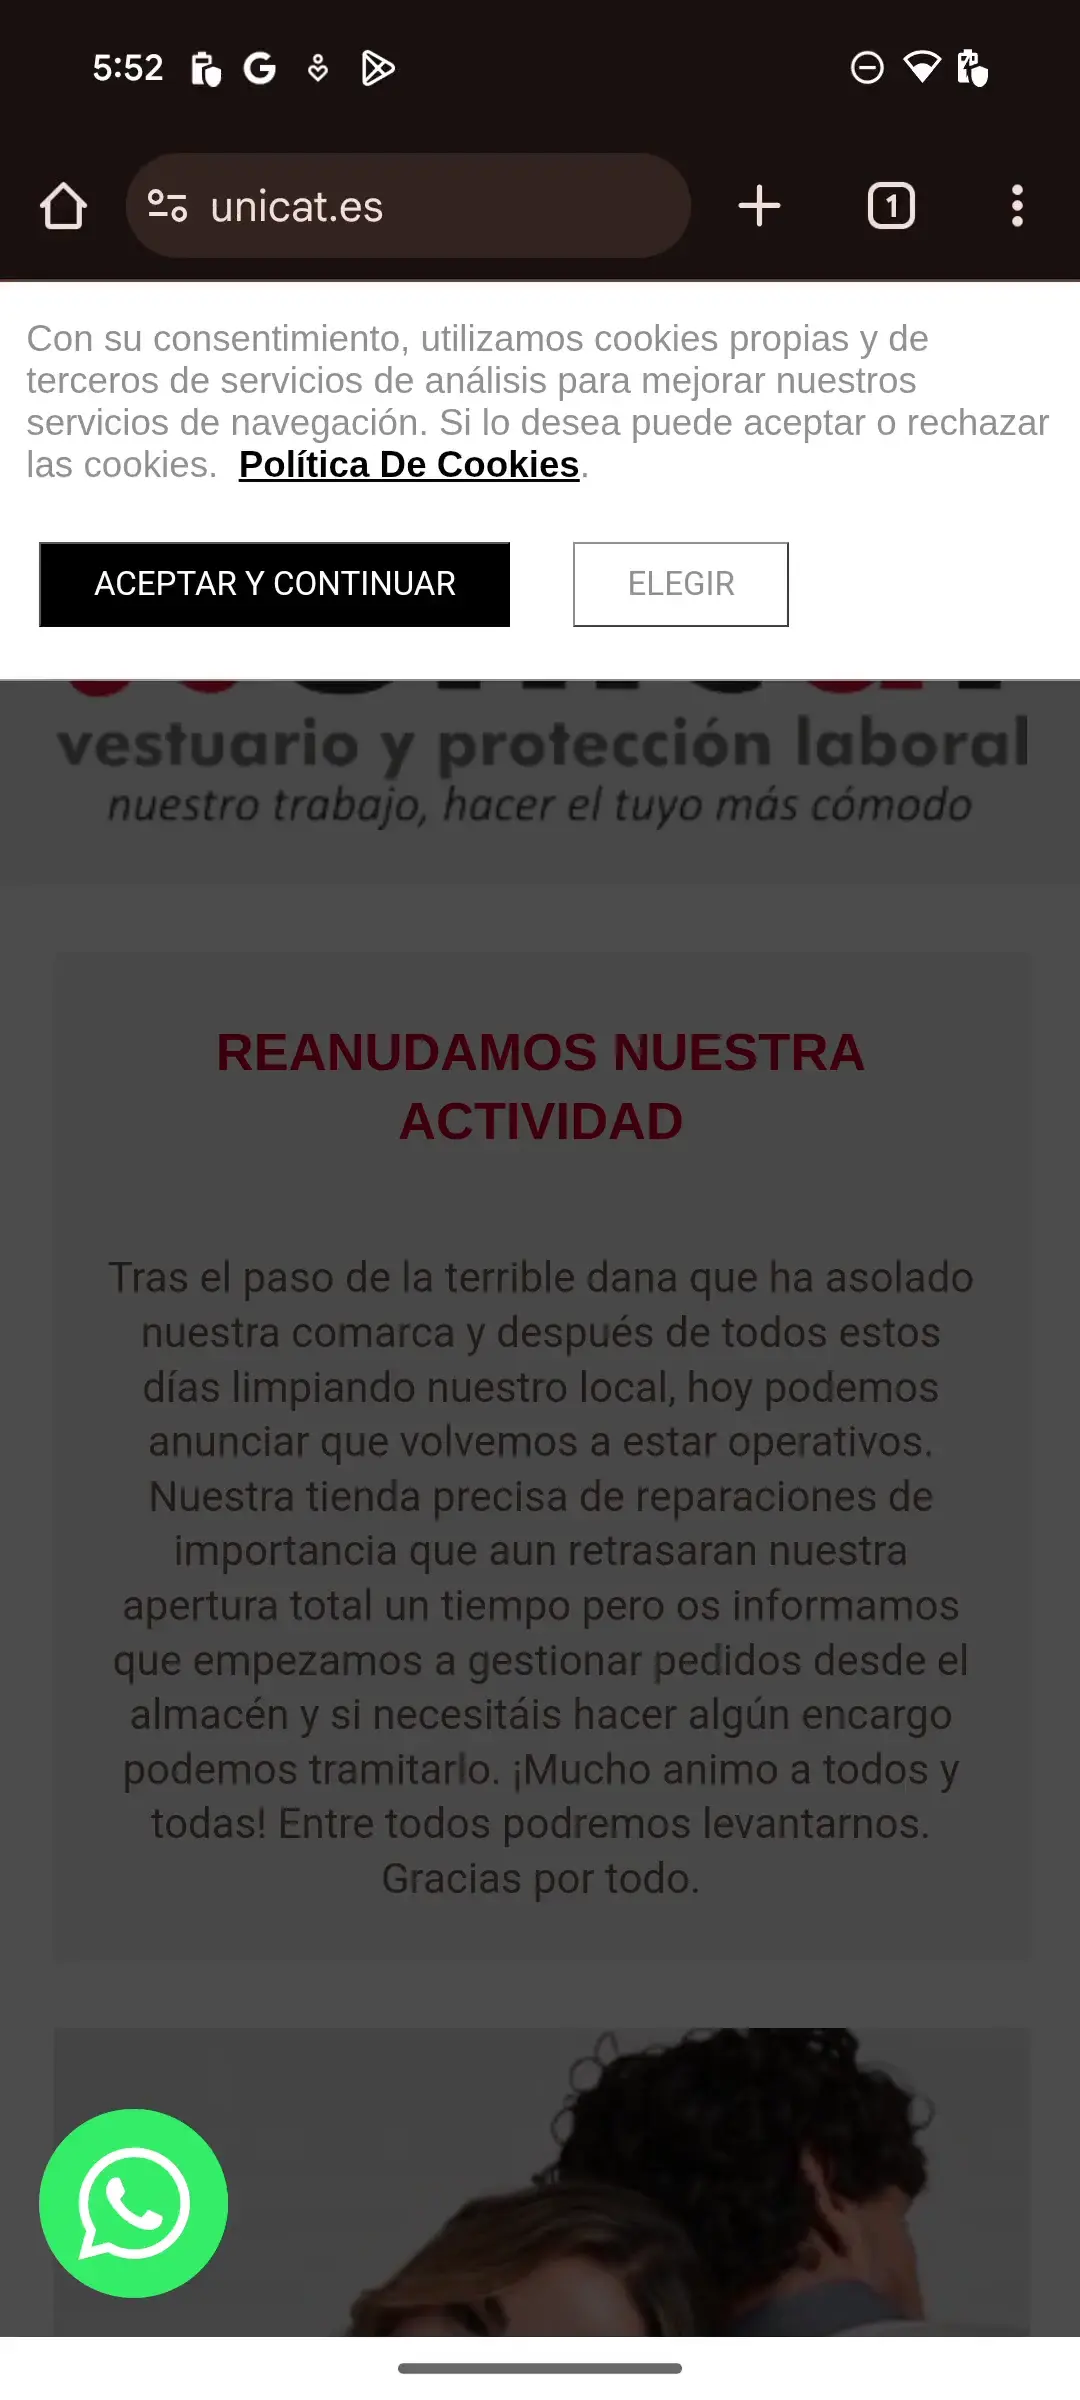 5:52
unicat.es
1
Con su consentimiento, utilizamos cookies propias y de
terceros de servicios de análisis para mejorar nuestros
servicios de navegación. Si lo desea puede aceptar o rechazar
las cookies. Política De Cookies.
ACEPTAR Y CONTINUAR
ELEGIR
vestuario y protección laboral
nuestro trabajo, hacer el tuyo más cómodo
REANUDAMOS NUESTRA
ACTIVIDAD
Tras el paso de la terrible dana que ha asolado
nuestra comarca y después de todos estos
días limpiando nuestro local, hoy podemos
anunciar que volvemos a estar operativos.
Nuestra tienda precisa de reparaciones de
importancia que aun retrasaran nuestra
apertura total un tiempo pero os informamos
que empezamos a gestionar pedidos desde el
almacén y si necesitáis hacer algún encargo
podemos tramitarlo. ¡Mucho animo a todos y
todas! Entre todos podremos levantarnos.
Gracias por todo.